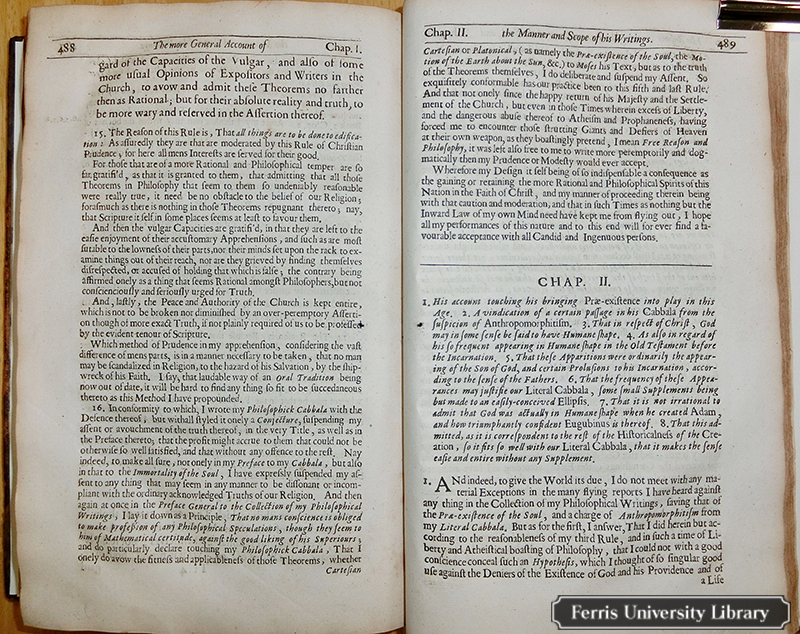 488 The more General Account of Chap. I.
gard of the Capacities of the Vulgar, and also of some
more usual Opinions of Expositors and Writers in the
Church, to avow and admit these Theorems no farther
then as Rational; but for their absolute reality and truth, to
be more wary and reserved in the Assertion thereof.
15. The Reason of this Rule is, That all things are to be done to edifica-
tion: As assuredly they are that are moderated by this Rule of Christian
Prudence; for here all mens Interests are served for their good.
For those that are of a more Rational and Philosophical temper are so
far gratifi'd, as that it is granted to them, that admitting that all those
Theorems in Philosophy that seem to them so undeniably reasonable
were really true, it need be no obstacle to the belief of our Religion;
forasmuch as there is nothing in those Theorems repugnant thereto; nay,
that Scripture it self in some places seems at least to favour them.
And then the vulgar Capacities are gratifi'd, in that they are left to the
easie enjoyment of their accustomary Apprehensions, and such as are most
sutable to the lowness of their parts, nor their minds set upon the rack to ex-
amine things out of their reach, nor are they grieved by finding themselves
disrespected, or accused of holding that which is false; the contrary being
affirmed onely as a thing that seems Rational amongst Philosophers, but not
conscienciously and seriously urged for Truth.
And, lastly, the Peace and Authority of the Church is kept entire,
which is not to be broken nor diminished by an over-peremptory Asserti-
on though of more exact Truth, if not plainly required of us to be professed
by the evident tenour of Scripture.
Which method of Prudence in my apprehension, considering the vast
difference of mens parts, is in a manner necessary to be taken, that no man
may be scandalized in Religion, to the hazard of his Salvation, by the ship-
wreck of his Faith. I say, that laudable way of an Oral Tradition being
now out of date, it will be hard to find any thing so fit to be succedaneous
thereto as this Method I have propounded.
16. In conformity to which, I wrote my Philosophick Cabbala with the
Defence thereof, but withall styled it onely a Conjecture, suspending my
assent or avouchment of the truth thereof, in the very Title, as well as in
the Preface thereto; that the profit might accrue to them that could not be
otherwise so well satisfied, and that without any offence to the rest. Nay
indeed, to make all sure, not onely in my Preface to my Cabbala, but also
in that to the Immortality of the Soul, I have expressly suspended my as-
sent to any thing that may seem in any manner to be dissonant or incom-
pliant with the ordinary acknowledged Truths of our Religion. And then
again at once in the Preface General to the Collection of my Philosophical
Writings, I lay it down as a Principle, That no mans conscience is obliged
to make profession of any Philosophical Speculations, though they seem to
him of Mathematical certitude, against the good liking of his Superiours;
and do particularly declare touching my Philosophick Cabbala, That I
onely do avow the fitness and applicableness of those Theorems, whether
Cartesian
Chap. II. the Manner and Scope of his Writings. 489
Cartesian or Platonical, (as namely the Præ-existence of the Soul, the Mo-
tion of the Earth about the Sun, &c.) to Moses his Text, but as to the truth
of the Theorems themselves, I do deliberate and suspend my Assent. So
exquisitely conformable has our practice been to this fifth and last Rule.
And that not onely since the happy return of his Majesty and the Settle-
ment of the Church, but even in those Times wherein excess of Liberty,
and the dangerous abuse thereof to Atheism and Prophaneness, having
forced me to encounter those strutting Giants and Defiers of Heaven
at their own weapon, as they boastingly pretend, I mean Free Reason and
Philosophy, it was left also free to me to write more peremptorily and dog-
matically then my Prudence or Modesty would ever accept.
Wherefore my Design it self being of so indispensable a consequence as
the gaining or retaining the more Rational and Philosophical Spirits of this
Nation in the Faith of Christ, and my manner of proceeding therein being
with that caution and moderation, and that in such Times as nothing but the
Inward Law of my own Mind need have kept me from flying out, I hope
all my performances of this nature and to this end will for ever find a fa-
vourable acceptance with all Candid and Ingenuous persons.
CHAP. II.
1. His account touching his bringing Præ-existence into play in this
Age. 2. A vindication of a certain passage in his Cabbala from the
suspicion of Anthropomorphitism. 3. That in respect of Christ, God
may in some sense be said to have Humane shape. 4. As also in regard of
his so frequent appearing in Humane shape in the Old Testament before
the Incarnation. 5. That these Apparitions were ordinarily the appear-
ing of the Son of God, and certain Prolusions to his Incarnation, accor-
ding to the sense of the Fathers. 6. That the frequency of these Appea-
rances may justifie our Literal Cabbala, some small Supplements being
but made to an easily-conceived Ellipsis. 7. That it is not irrational to
admit that God was actually in Humane shape when he created Adam,
and how triumphantly confident Eugubinus is thereof. 8. That this ad-
mitted, as it is correspondent to the rest of the Historicalness of the Cre-
ation, so it fits so well with our Literal Cabbala, that it makes the sense
easie and entire without any Supplement.
1. ANd indeed, to give the World its due, I do not meet with any ma-
terial Exceptions in the many flying reports I have heard against
any thing in the Collection of my Philosophical Writings, saving that of
the Præ-existence of the Soul, and a charge of Anthropomorphitism from
my Literal Cabbala. But as for the first, I answer, That I did herein but ac-
cording to the reasonableness of my third Rule, and in such a time of Li-
berty and Atheistical boasting of Philosophy, that I could not with a good
conscience conceal such an Hypothesis, which I thought of so singular good
use against the Deniers of the Existence of God and his Providence and of
a Life
Ferris University Library